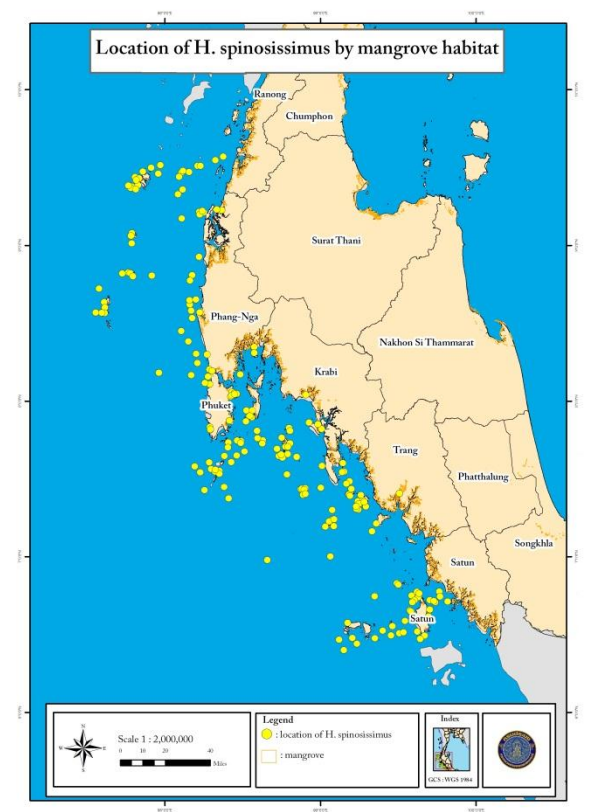 Location of H. spinosissimus by mangrove habitat
Ranong
Chumphon
Surat Thani
Phang-Nga
Nakhon Si Thammarat
Krabi
Phuket
Trang
Phatthalung
Songkhla
Satun
Satun
N
Scale 1 : 2,000,000
0 10 20 40
Miles
Legend
: location of H. spinosissimus
: mangrove
Index
GCS : WGS 1984